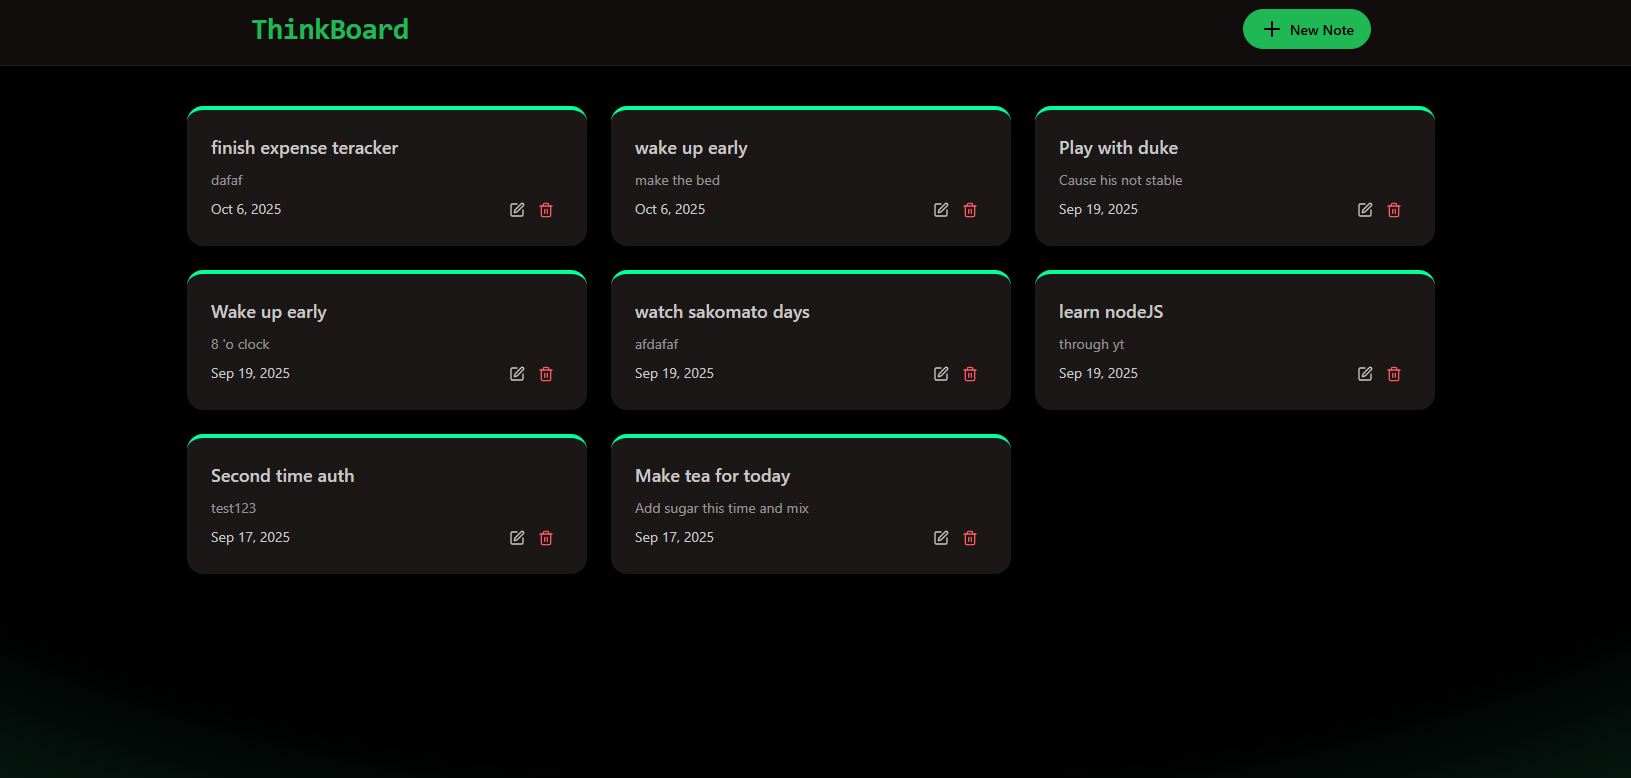 ThinkBoard
New Note
finish expense teracker
dafaf
Oct 6, 2025
wake up early
make the bed
Oct 6, 2025
Play with duke
Cause his not stable
Sep 19, 2025
Wake up early
8 'o clock
Sep 19, 2025
watch sakomato days
afdafaf
Sep 19, 2025
learn nodeJS
through yt
Sep 19, 2025
Second time auth
test123
Sep 17, 2025
Make tea for today
Add sugar this time and mix
Sep 17, 2025